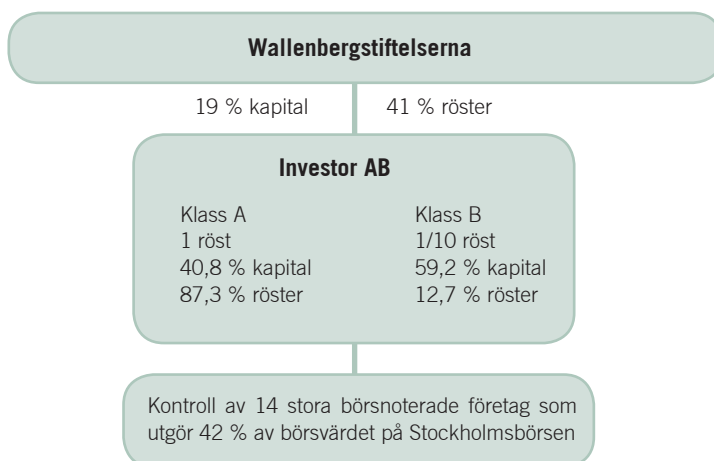 Wallenbergstiftelserna
19 % kapital
41 % röster
Investor AB
Klass A
1 röst
40,8 % kapital
87,3 % röster
Klass B
1/10 röst
59,2 % kapital
12,7 % röster
Kontroll av 14 stora börsnoterade företag som
utgör 42 % av börsvärdet på Stockholmsbörsen